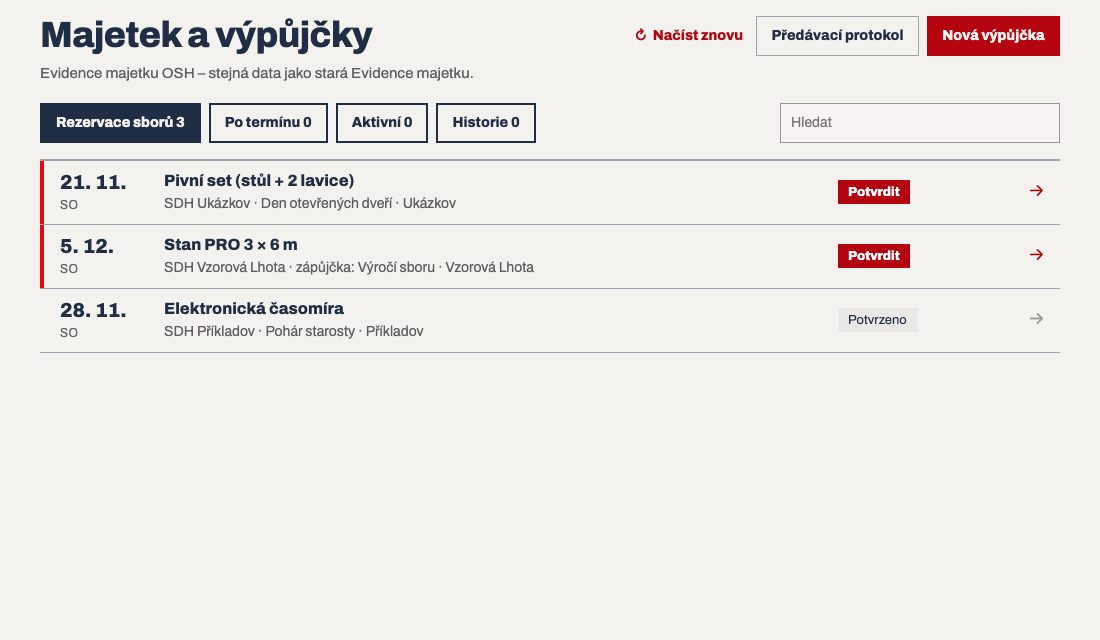 Majetek a výpůjčky
↻ Načíst znovu
Předávací protokol
Nová výpůjčka
Evidence majetku OSH – stejná data jako stará Evidence majetku.
Rezervace sborů 3
Po termínu 0
Aktivní 0
Historie 0
Hledat
21. 11.
SO
Pivní set (stůl + 2 lavice)
SDH Ukázkov · Den otevřených dveří · Ukázkov
Potvrdit
→
5. 12.
SO
Stan PRO 3 × 6 m
SDH Vzorová Lhota · zápůjčka: Výročí sboru · Vzorová Lhota
Potvrdit
→
28. 11.
SO
Elektronická časomíra
SDH Příkladov · Pohár starosty · Příkladov
Potvrzeno
→